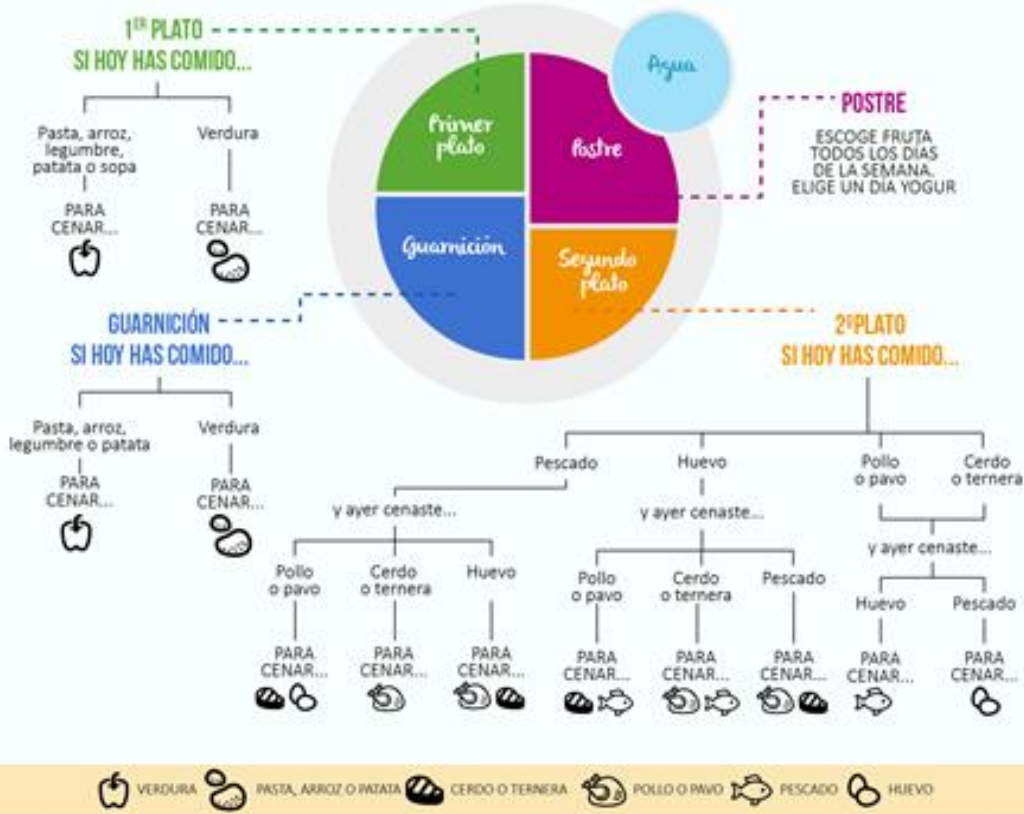 1ER PLATO
SI HOY HAS COMIDO...
Pasta, arroz,
legumbre,
patata o sopa
PARA
CENAR...
Verdura
PARA
CENAR...
Primer
plato
Postre
Agua
Guarnición
Segundo
plato
POSTRE
ESCOGE FRUTA
TODOS LOS DÍAS
DE LA SEMANA.
ELIGE UN DÍA YOGUR
GUARNICIÓN
SI HOY HAS COMIDO...
Pasta, arroz,
legumbre o patata
PARA
CENAR...
Verdura
PARA
CENAR...
2º PLATO
SI HOY HAS COMIDO...
Pescado
y ayer cenaste...
Pollo
o pavo
PARA
CENAR...
Cerdo
o ternera
PARA
CENAR...
Huevo
PARA
CENAR...
Huevo
y ayer cenaste...
Pollo
o pavo
PARA
CENAR...
Cerdo
o ternera
PARA
CENAR...
Pescado
PARA
CENAR...
Pollo
o pavo
Cerdo
o ternera
y ayer cenaste...
Huevo
PARA
CENAR...
Pescado
PARA
CENAR...
VERDURA
PASTA, ARROZ O PATATA
CERDO O TERNERA
POLLO O PAVO
PESCADO
HUEVO